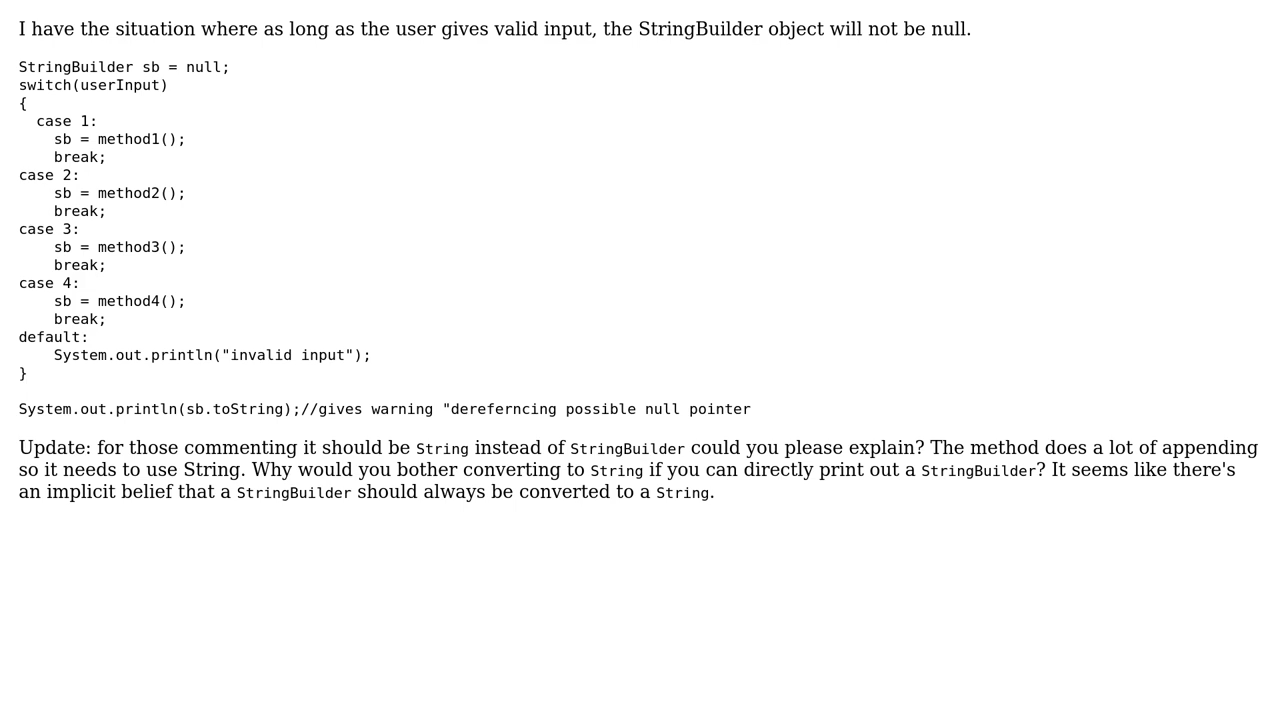 I have the situation where as long as the user gives valid input, the StringBuilder object will not be null.
StringBuilder sb = null;
switch(userInput)
{
  case 1:
    sb = method1();
    break;
case 2:
    sb = method2();
    break;
case 3:
    sb = method3();
    break;
case 4:
    sb = method4();
    break;
default:
    System.out.println("invalid input");
}
System.out.println(sb.toString);//gives warning "dereferncing possible null pointer
Update: for those commenting it should be String instead of StringBuilder could you please explain? The method does a lot of appending
so it needs to use String. Why would you bother converting to String if you can directly print out a StringBuilder? It seems like there's
an implicit belief that a StringBuilder should always be converted to a String.